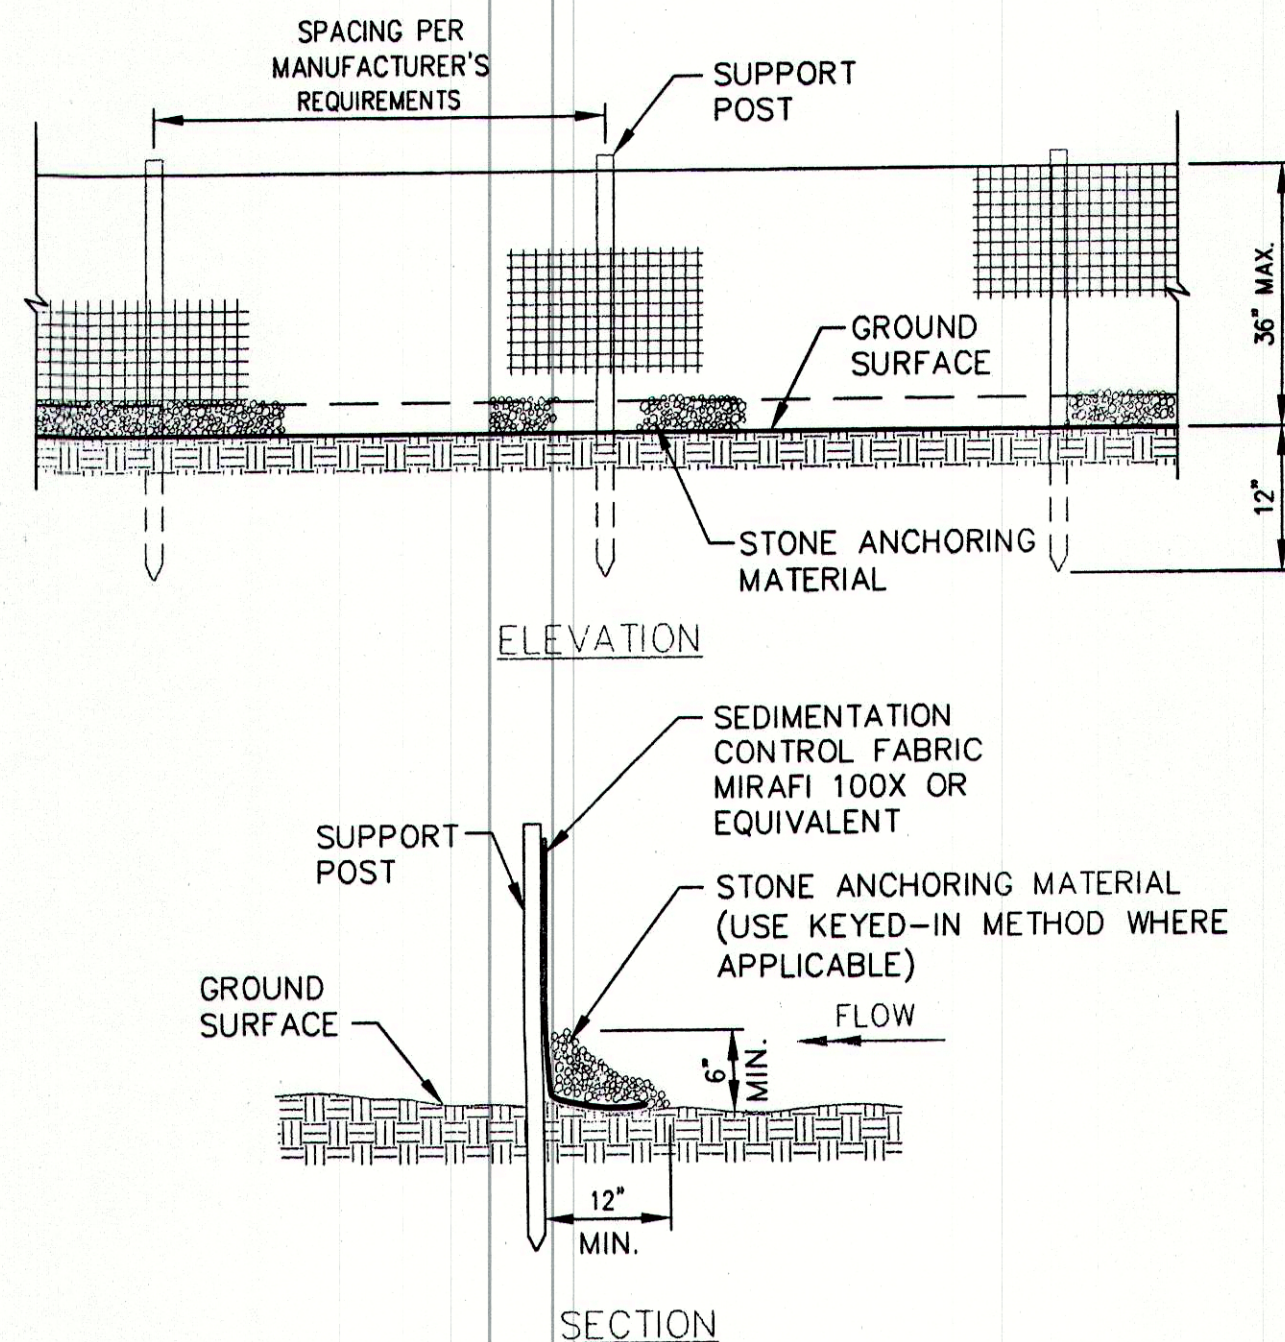 SPACING PER
MANUFACTURER'S
REQUIREMENTS
SUPPORT
POST
36" MAX.
GROUND
SURFACE
12"
STONE ANCHORING
MATERIAL
ELEVATION
SEDIMENTATION
CONTROL FABRIC
MIRAFI 100X OR
EQUIVALENT
SUPPORT
POST
STONE ANCHORING MATERIAL
(USE KEYED-IN METHOD WHERE
APPLICABLE)
GROUND
SURFACE
FLOW
6"
MIN.
12"
MIN.
SECTION